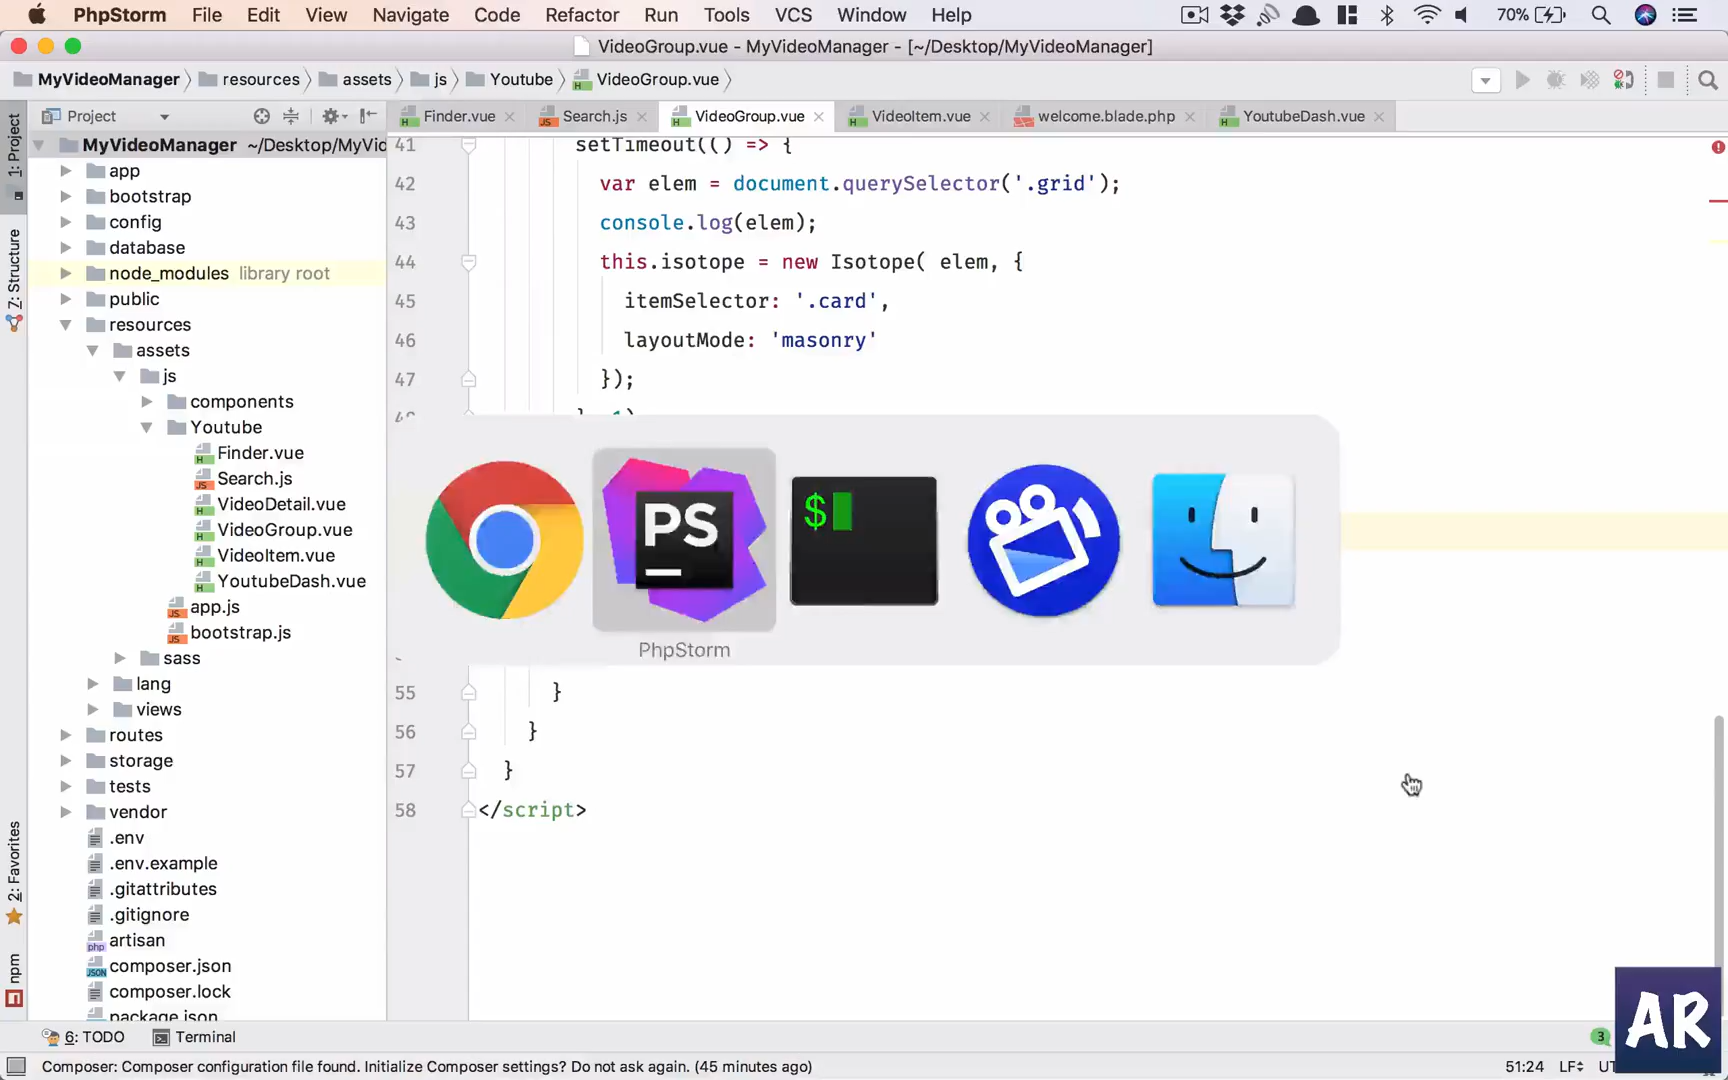 PhpStorm File Edit View Navigate Code Refactor Run Tools VCS Window Help 70%
VideoGroup.vue - MyVideoManager - [~/Desktop/MyVideoManager]
MyVideoManager resources assets js Youtube VideoGroup.vue
Project
Finder.vue Search.js VideoGroup.vue VideoItem.vue welcome.blade.php YoutubeDash.vue
1: Project
7: Structure
2: Favorites
npm
MyVideoManager ~/Desktop/MyVid
app
bootstrap
config
database
node_modules library root
public
resources
assets
js
components
Youtube
Finder.vue
Search.js
VideoDetail.vue
VideoGroup.vue
VideoItem.vue
YoutubeDash.vue
app.js
bootstrap.js
sass
lang
views
routes
storage
tests
vendor
.env
.env.example
.gitattributes
.gitignore
artisan
composer.json
composer.lock
package.json
41 setTimeout(() => {
42 var elem = document.querySelector('.grid');
43 console.log(elem);
44 this.isotope = new Isotope( elem, {
45 itemSelector: '.card',
46 layoutMode: 'masonry'
47 });
PS
$
PhpStorm
55 }
56 }
57 }
58 </script>
6: TODO Terminal
3
AR
Composer: Composer configuration file found. Initialize Composer settings? Do not ask again. (45 minutes ago)
51:24 LF